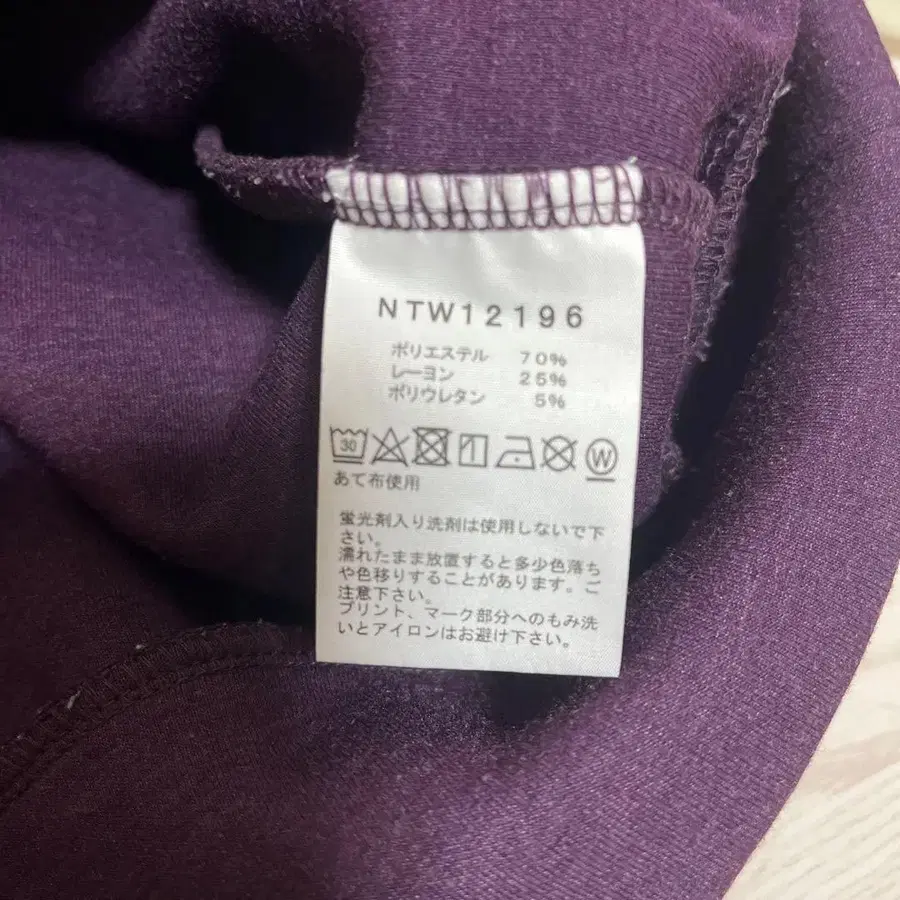 NTW12196
ポリエステル 70%
レーヨン 25%
ポリウレタン 5%
30 W
あて布使用
蛍光剤入り洗剤は使用しないで下
さい。
濡れたまま放置すると多少色落ち
や色移りすることがあります。ご
注意下さい。
プリント、マーク部分へのもみ洗
いとアイロンはお避け下さい。